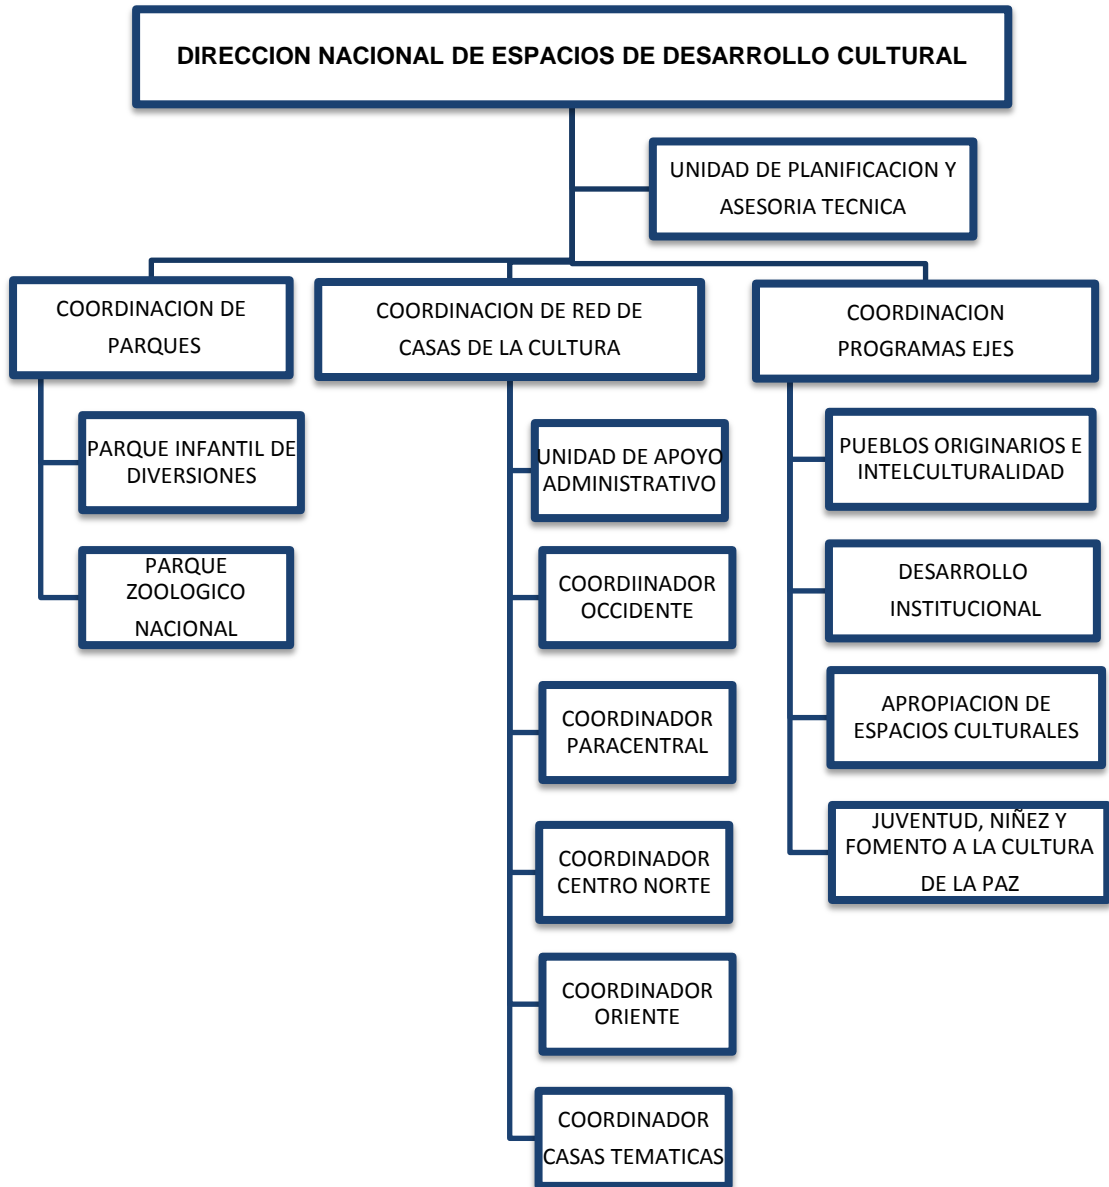 DIRECCION NACIONAL DE ESPACIOS DE DESARROLLO CULTURAL
UNIDAD DE PLANIFICACION Y
ASESORIA TECNICA
COORDINACION DE
PARQUES
PARQUE INFANTIL DE
DIVERSIONES
PARQUE
ZOOLOGICO
NACIONAL
COORDINACION DE RED DE
CASAS DE LA CULTURA
UNIDAD DE APOYO
ADMINISTRATIVO
COORDIINADOR
OCCIDENTE
COORDINADOR
PARACENTRAL
COORDINADOR
CENTRO NORTE
COORDINADOR
ORIENTE
COORDINADOR
CASAS TEMATICAS
COORDINACION
PROGRAMAS EJES
PUEBLOS ORIGINARIOS E
INTELCULTURALIDAD
DESARROLLO
INSTITUCIONAL
APROPIACION DE
ESPACIOS CULTURALES
JUVENTUD, NIÑEZ Y
FOMENTO A LA CULTURA
DE LA PAZ